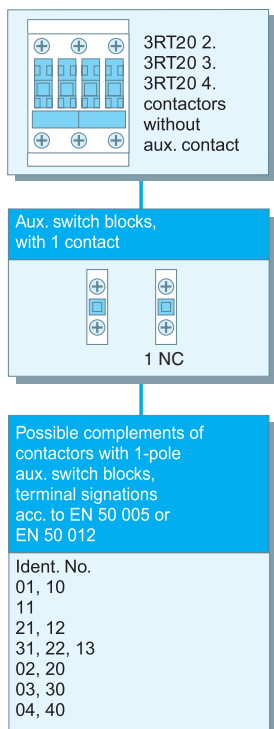 3RT20 2.
3RT20 3.
3RT20 4.
contactors
without
aux. contact
Aux. switch blocks,
with 1 contact
1 NC
Possible complements of
contactors with 1-pole
aux. switch blocks,
terminal signations
acc. to EN 50 005 or
EN 50 012
Ident. No.
01, 10
11
21, 12
31, 22, 13
02, 20
03, 30
04, 40